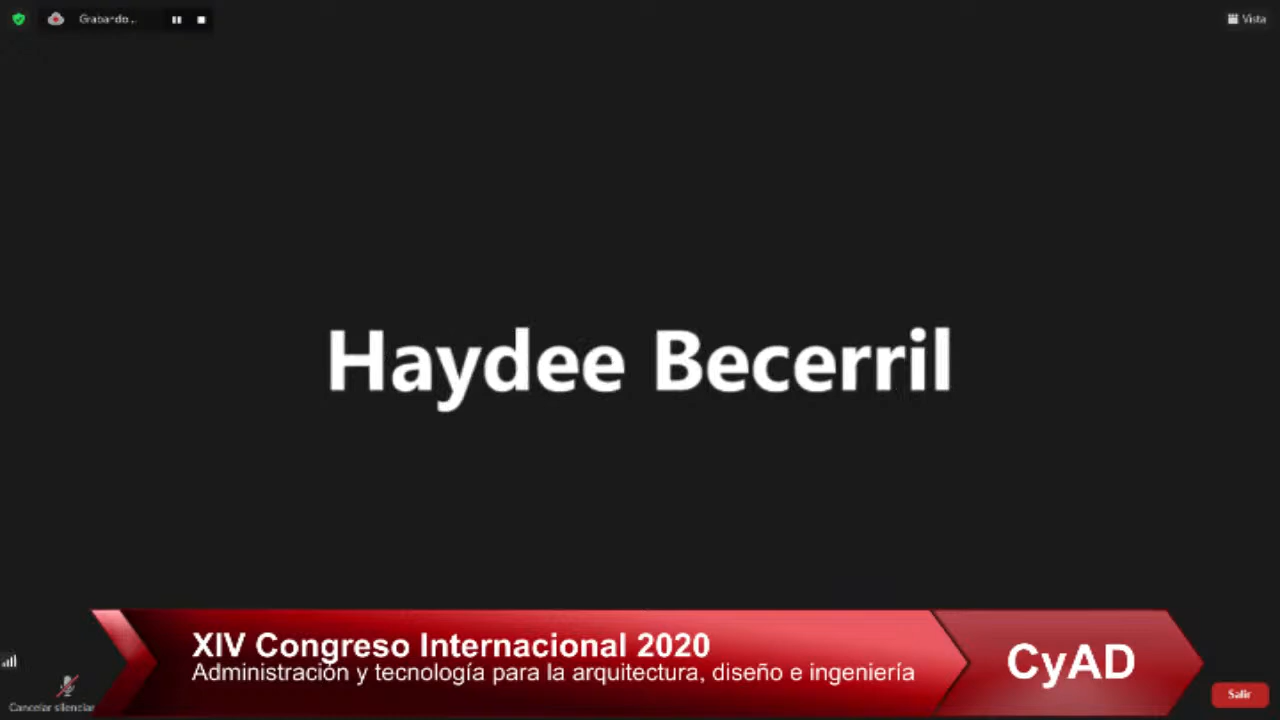 Grabando...
Vista
Haydee Becerril
XIV Congreso Internacional 2020
Administración y tecnología para la arquitectura, diseño e ingeniería
CyAD
Cancelar silenciar
Salir